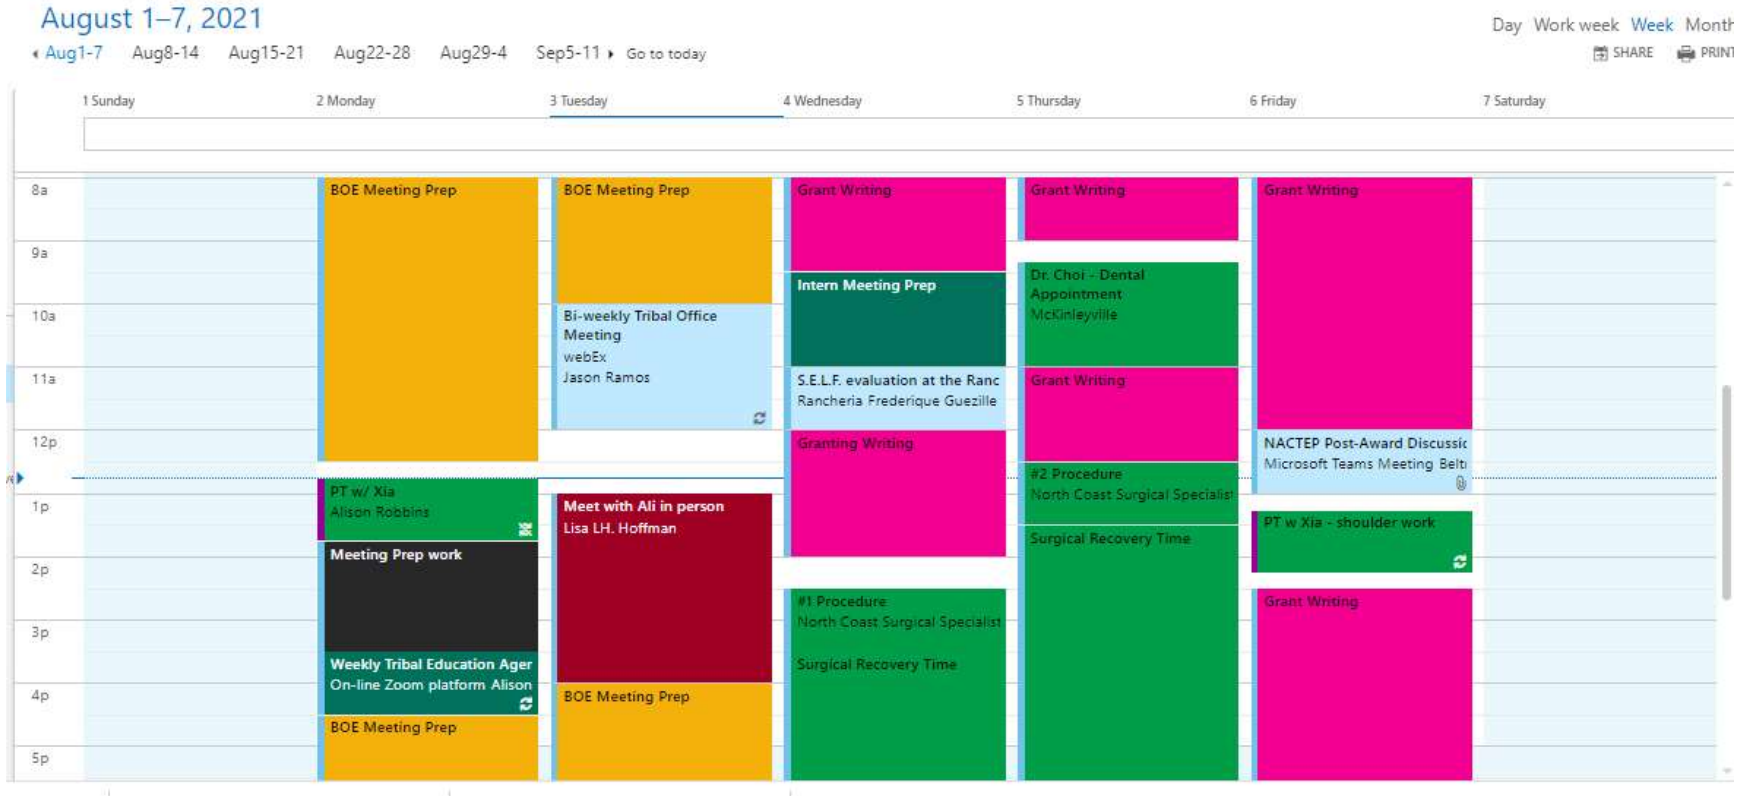 August 1–7, 2021
Day Work week Week Month
Aug1-7 Aug8-14 Aug15-21 Aug22-28 Aug29-4 Sep5-11 Go to today
SHARE PRINT
1 Sunday 2 Monday 3 Tuesday 4 Wednesday 5 Thursday 6 Friday 7 Saturday
8a
9a
10a
11a
12p
1p
2p
3p
4p
5p
BOE Meeting Prep
PT w/ Xia
Alison Robbins
Meeting Prep work
Weekly Tribal Education Ager
On-line Zoom platform Alison
BOE Meeting Prep
BOE Meeting Prep
Bi-weekly Tribal Office
Meeting
webEx
Jason Ramos
Meet with Ali in person
Lisa LH. Hoffman
BOE Meeting Prep
Grant Writing
Intern Meeting Prep
S.E.L.F. evaluation at the Ranc
Rancheria Frederique Guezille
Granting Writing
#1 Procedure
North Coast Surgical Specialist
Surgical Recovery Time
Grant Writing
Dr. Choi - Dental
Appointment
McKinleyville
Grant Writing
#2 Procedure
North Coast Surgical Specialist
Surgical Recovery Time
Grant Writing
NACTEP Post-Award Discussic
Microsoft Teams Meeting Belt
PT w Xia - shoulder work
Grant Writing